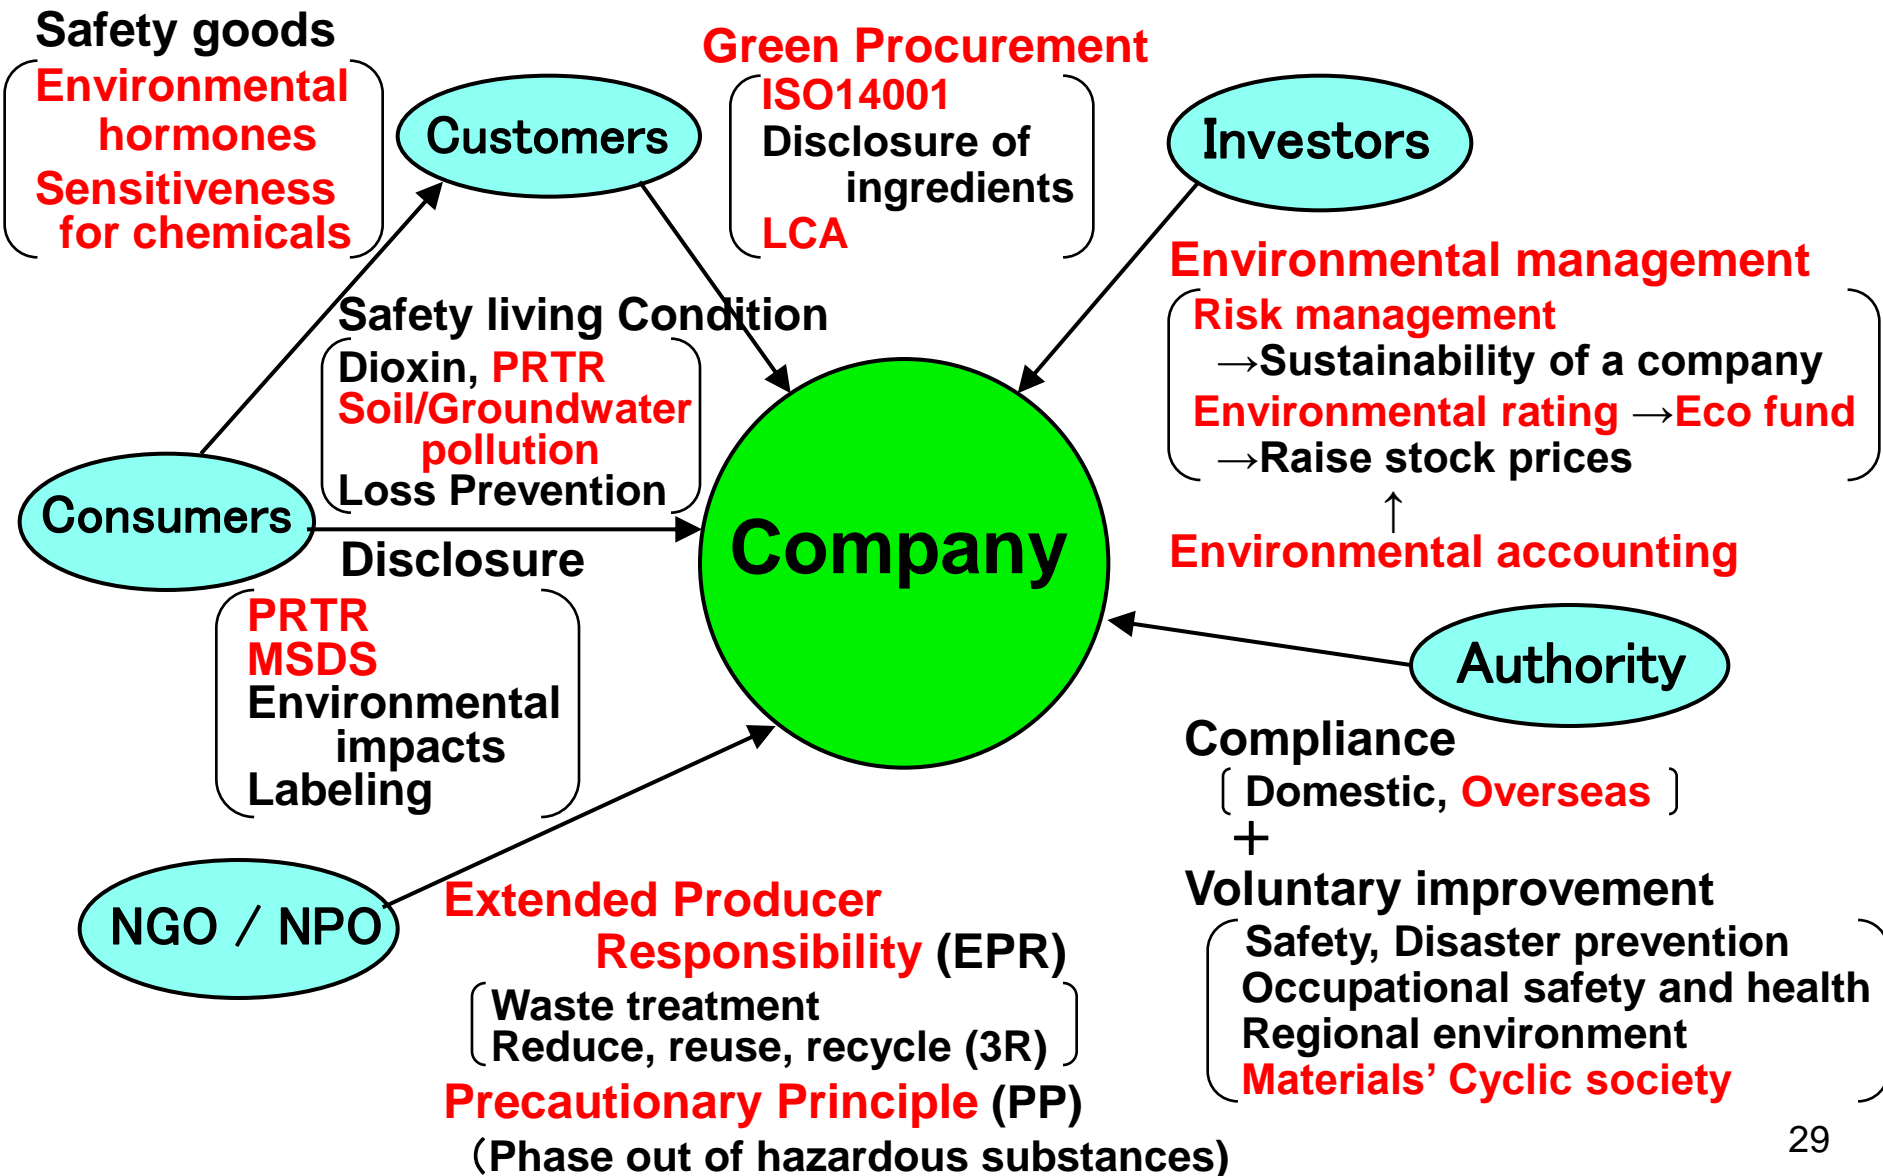 Safety goods
Environmental
hormones
Sensitiveness
for chemicals
Customers
Green Procurement
ISO14001
Disclosure of
ingredients
LCA
Investors
Environmental management
Risk management
→Sustainability of a company
Environmental rating →Eco fund
→Raise stock prices
↑
Environmental accounting
Safety living Condition
Dioxin, PRTR
Soil/Groundwater
pollution
Loss Prevention
Consumers
Company
Disclosure
PRTR
MSDS
Environmental
impacts
Labeling
Authority
Compliance
[ Domestic, Overseas ]
+
Voluntary improvement
Safety, Disaster prevention
Occupational safety and health
Regional environment
Materials’ Cyclic society
NGO / NPO
Extended Producer
Responsibility (EPR)
Waste treatment
Reduce, reuse, recycle (3R)
Precautionary Principle (PP)
(Phase out of hazardous substances)
29